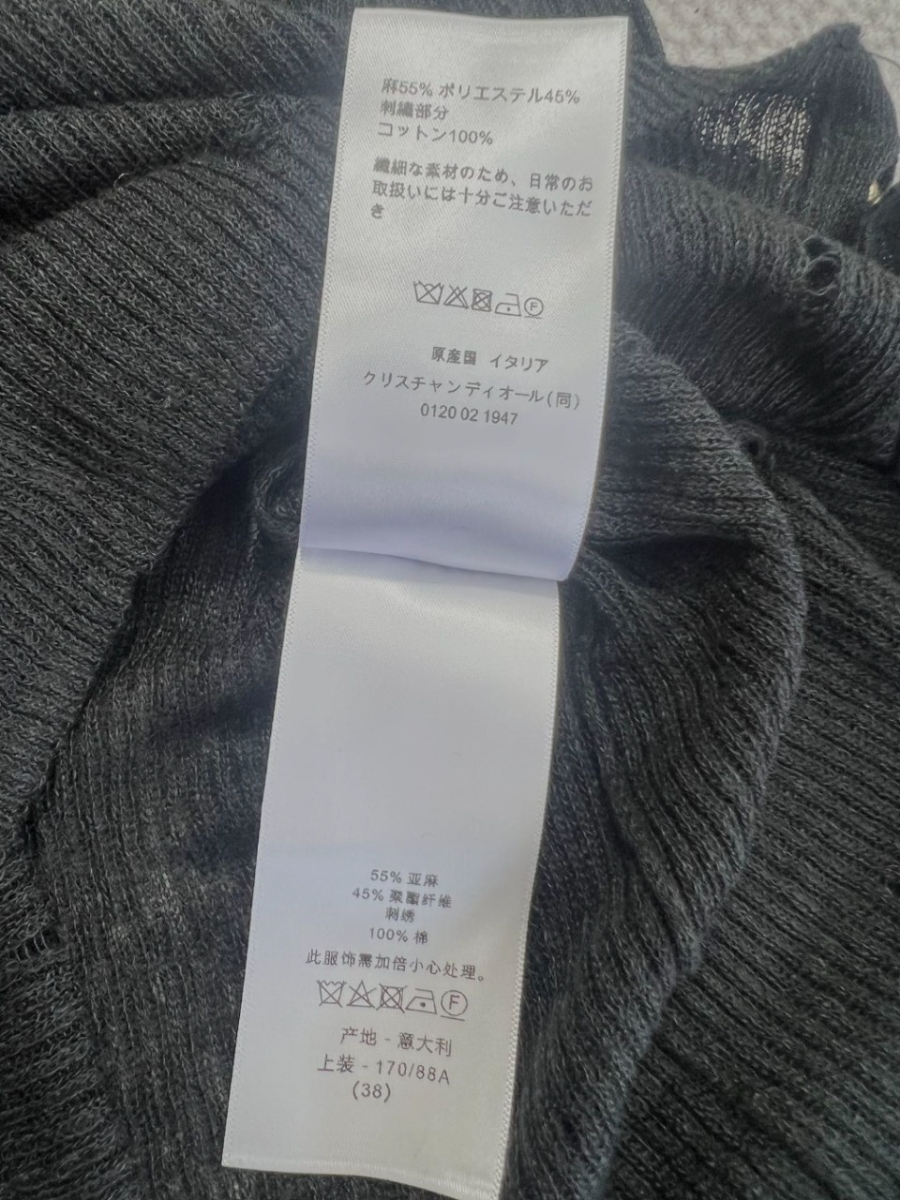 麻55% ポリエステル45%
刺繍部分
コットン100%
繊細な素材のため、日常のお
取扱いには十分ご注意いただ
き
F
原産国 イタリア
クリスチャンディオール(同)
0120 02 1947
55% 亚麻
45% 聚酯纤维
刺绣
100% 棉
此服饰需加倍小心处理。
F
产地 - 意大利
上装 - 170/88A
(38)